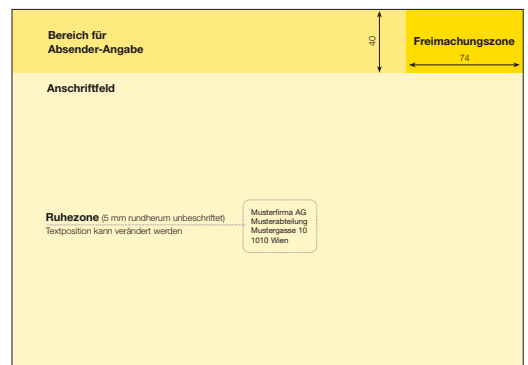 Bereich für
Absender-Angabe
40
Freimachungszone
74
Anschriftfeld
Ruhezone (5 mm rundherum unbeschriftet)
Textposition kann verändert werden
Musterfirma AG
Musterabteilung
Mustergasse 10
1010 Wien